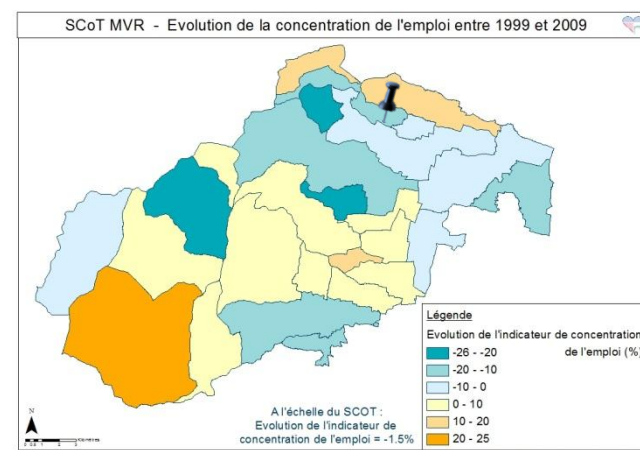 SCoT MVR - Evolution de la concentration de l'emploi entre 1999 et 2009
Légende
Evolution de l'indicateur de concentration
de l'emploi (%)
-26 - -20
-20 - -10
-10 - 0
0 - 10
10 - 20
20 - 25
A l'échelle du SCOT :
Evolution de l'indicateur de
concentration de l'emploi = -1.5%
N